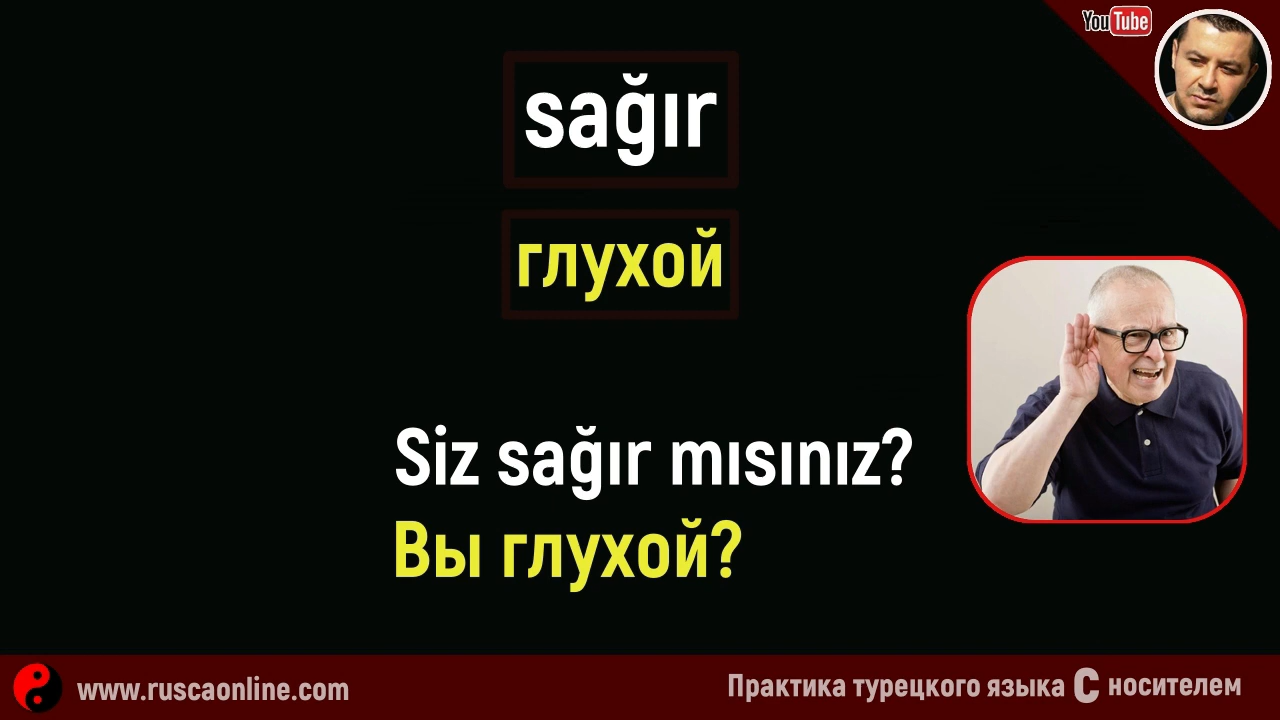 YouTube
sağır
глухой
Siz sağır mısınız?
Вы глухой?
www.ruscaonline.com
Практика турецкого языка С носителем